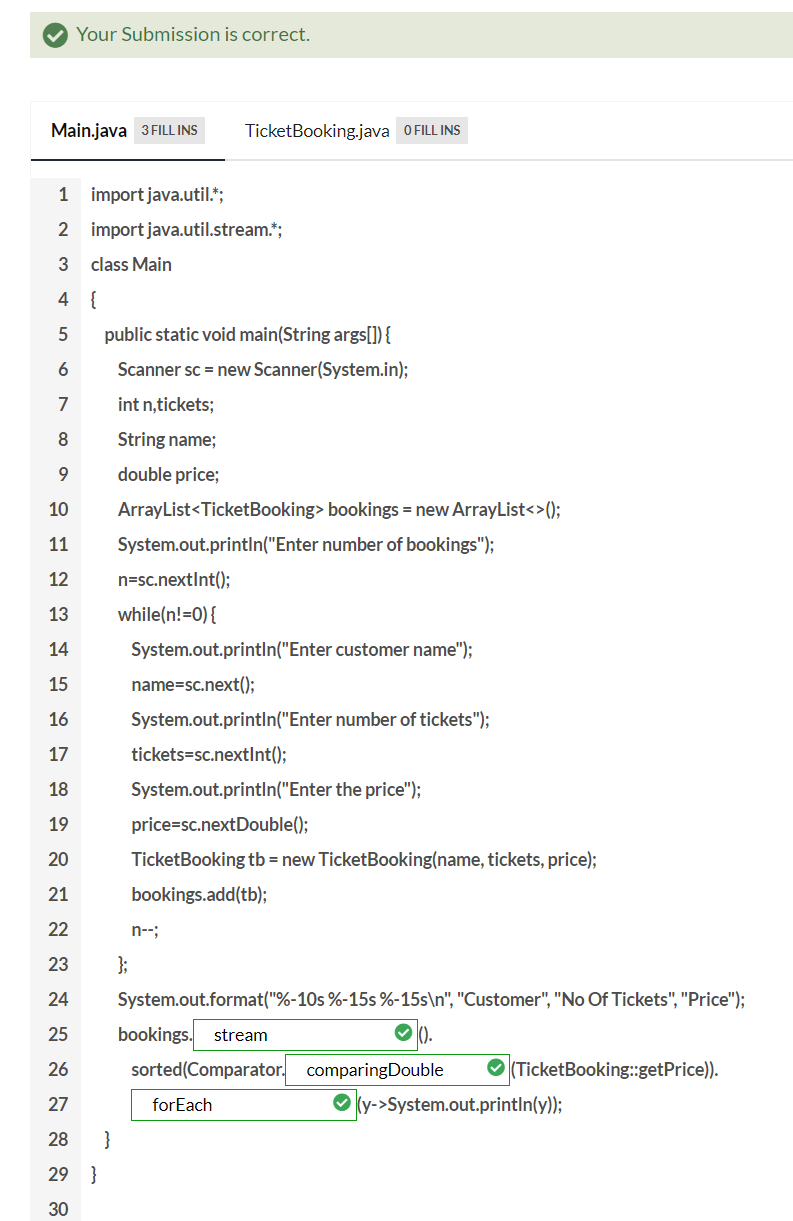 Your Submission is correct.
Main.java 3 FILL INS TicketBooking.java 0 FILL INS
1 import java.util.*;
2 import java.util.stream.*;
3 class Main
4 {
5 public static void main(String args[]) {
6 Scanner sc = new Scanner(System.in);
7 int n,tickets;
8 String name;
9 double price;
10 ArrayList<TicketBooking> bookings = new ArrayList<>();
11 System.out.println("Enter number of bookings");
12 n=sc.nextInt();
13 while(n!=0) {
14 System.out.println("Enter customer name");
15 name=sc.next();
16 System.out.println("Enter number of tickets");
17 tickets=sc.nextInt();
18 System.out.println("Enter the price");
19 price=sc.nextDouble();
20 TicketBooking tb = new TicketBooking(name, tickets, price);
21 bookings.add(tb);
22 n--;
23 };
24 System.out.format("%-10s %-15s %-15s\n", "Customer", "No Of Tickets", "Price");
25 bookings. stream ().
26 sorted(Comparator. comparingDouble (TicketBooking::getPrice)).
27 forEach (y->System.out.println(y));
28 }
29 }
30